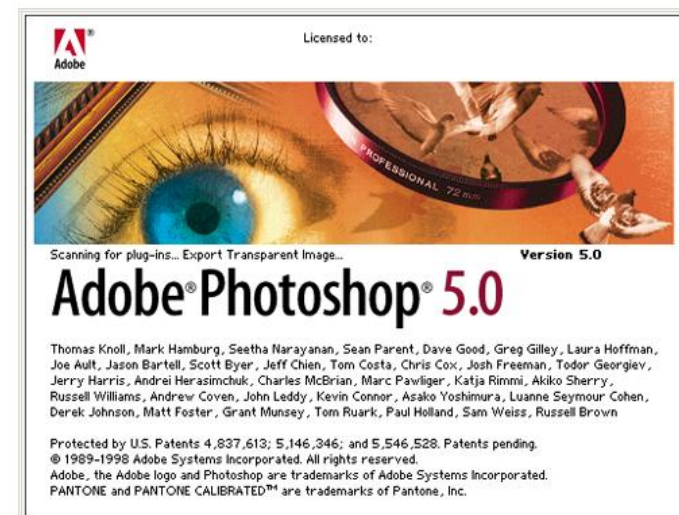 Adobe
Licensed to:
PROFESSIONAL 72mm
Scanning for plug-ins... Export Transparent Image...
Version 5.0
Adobe® Photoshop® 5.0
Thomas Knoll, Mark Hamburg, Seetha Narayanan, Sean Parent, Dave Good, Greg Gilley, Laura Hoffman,
Joe Ault, Jason Bartell, Scott Byer, Jeff Chien, Tom Costa, Chris Cox, Josh Freeman, Todor Georgiev,
Jerry Harris, Andrei Herasimchuk, Charles McBrian, Marc Pawliger, Katja Rimmi, Akiko Sherry,
Russell Williams, Andrew Coven, John Leddy, Kevin Connor, Asako Yoshimura, Luanne Seymour Cohen,
Derek Johnson, Matt Foster, Grant Munsey, Tom Ruark, Paul Holland, Sam Weiss, Russell Brown
Protected by U.S. Patents 4,837,613; 5,146,346; and 5,546,528. Patents pending.
© 1989-1998 Adobe Systems Incorporated. All rights reserved.
Adobe, the Adobe logo and Photoshop are trademarks of Adobe Systems Incorporated.
PANTONE and PANTONE CALIBRATED™ are trademarks of Pantone, Inc.